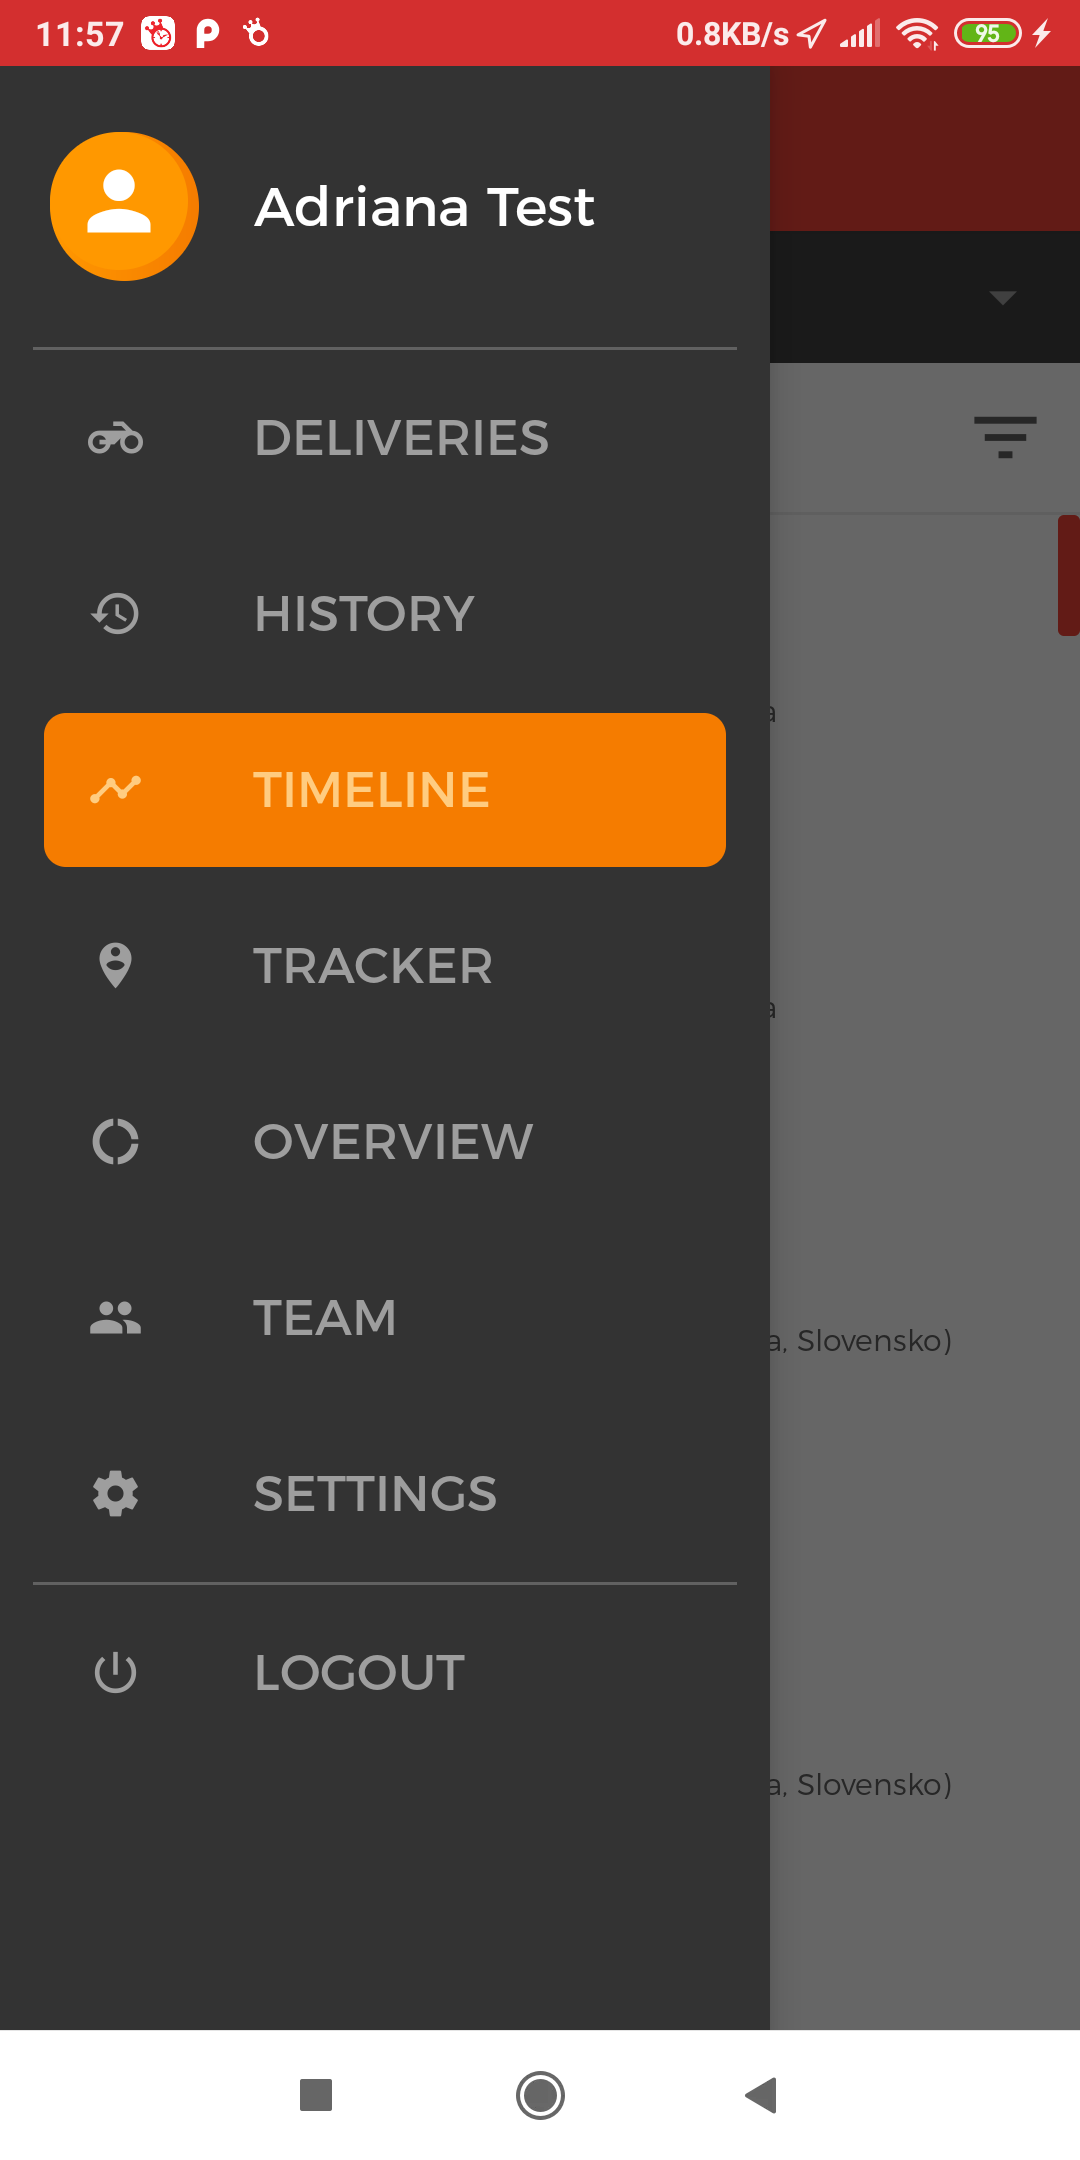 11:57 0.8KB/s 95
Adriana Test
DELIVERIES
HISTORY
TIMELINE
TRACKER
OVERVIEW
TEAM
, Slovensko)
SETTINGS
LOGOUT
, Slovensko)